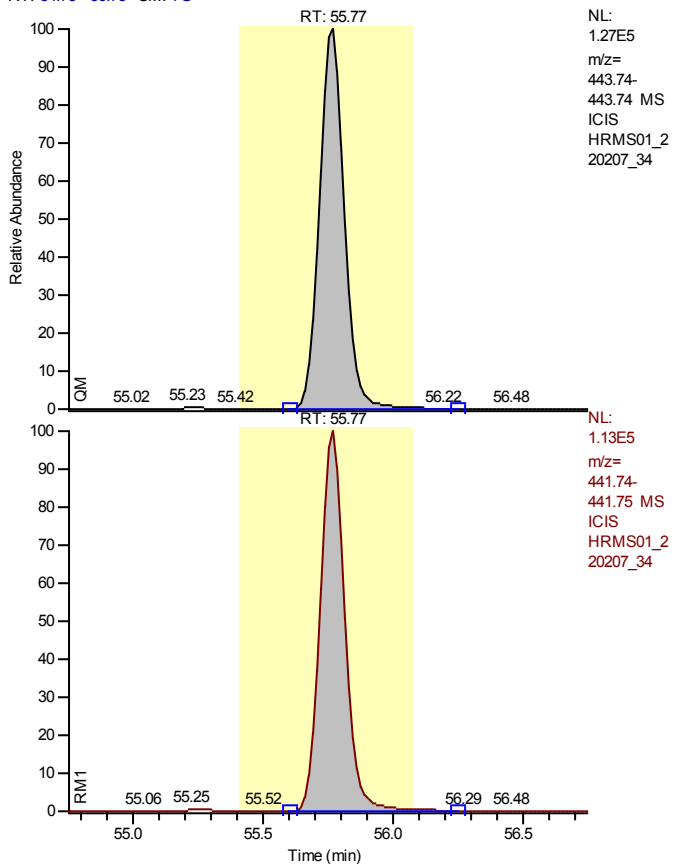 RT: 55.77
NL:
1.27E5
m/z=
443.74-
443.74 MS
ICIS
HRMS01_2
20207_34
100
90
80
70
60
50
40
30
20
10
0
Relative Abundance
QM
55.02 55.23 55.42 56.22 56.48
RT: 55.77
NL:
1.13E5
m/z=
441.74-
441.75 MS
ICIS
HRMS01_2
20207_34
100
90
80
70
60
50
40
30
20
10
0
RM1
55.06 55.25 55.52 56.29 56.48
55.0 55.5 56.0 56.5
Time (min)